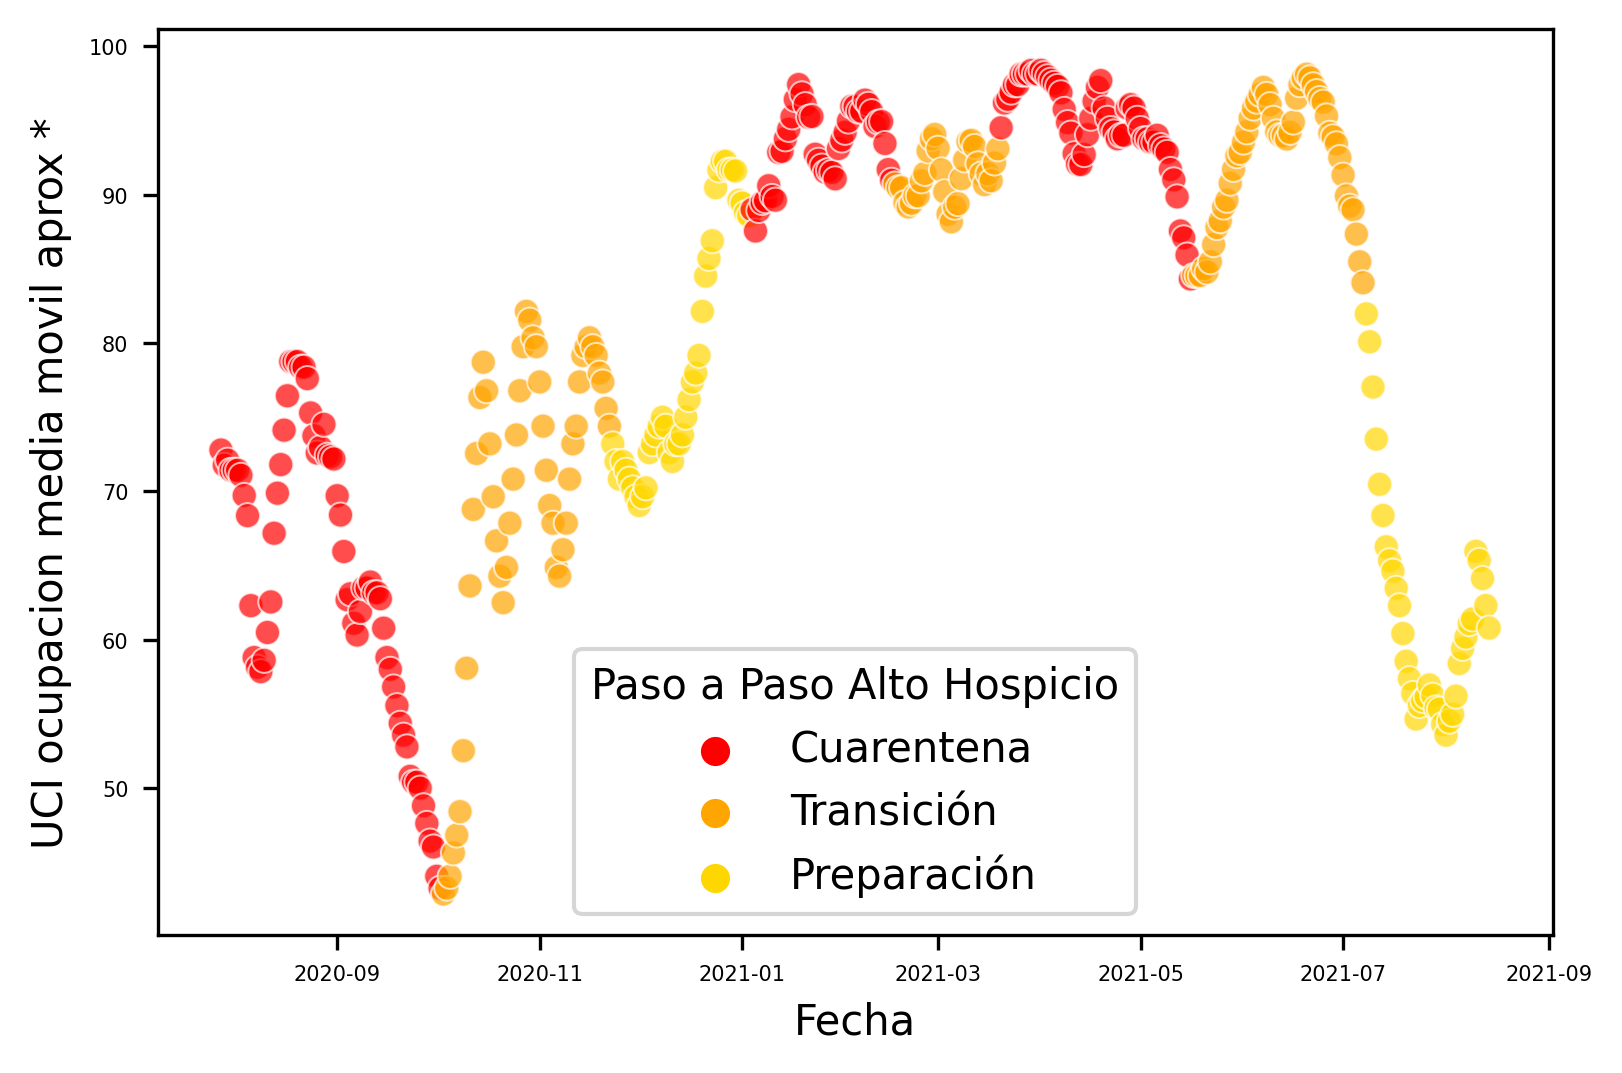 UCI ocupacion media movil aprox *
100
90
80
70
60
50
Paso a Paso Alto Hospicio
Cuarentena
Transición
Preparación
2020-09
2020-11
2021-01
2021-03
2021-05
2021-07
2021-09
Fecha